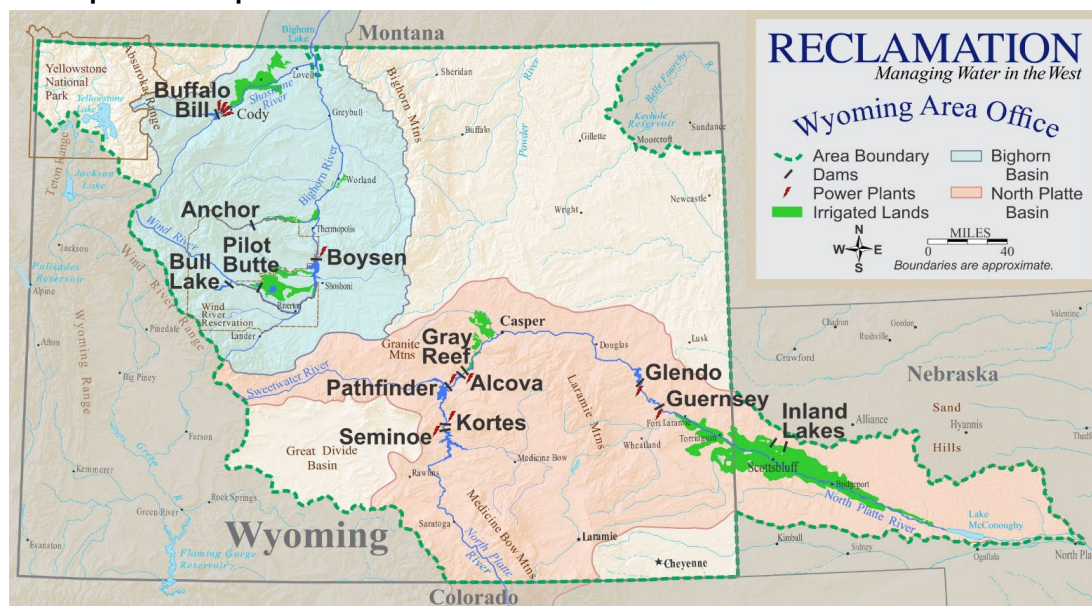 Montana
Bighorn
Lake
Yellowstone
National
Park
Absaroka Range
Yellowstone
Lake
Buffalo
Bill
Cody
Shoshone
River
Lovell
Greybull
Bighorn
Mtns
Sheridan
Buffalo
Powder
River
Gillette
Belle Fourche
R.
Keyhole
Reservoir
Moorcroft
Sundance
Teton Range
Jackson
Lake
Bighorn River
Worland
Anchor
Thermopolis
Wright
Newcastle
Wind River
Pilot
Butte
Bull
Lake
Boysen
Shoshoni
Riverton
Wind
River
Reservation
Lander
Wind River Range
Jackson
Palisades
Reservoir
Alpine
Pinedale
Afton
Wyoming Range
Big Piney
Granite
Mtns
Gray
Reef
Casper
Douglas
Lusk
Sweetwater River
Pathfinder
Alcova
Laramie Mtns
Glendo
Guernsey
Fort Laramie
Seminoe
Kortes
Wheatland
Torrington
Inland
Lakes
Scottsbluff
Bridgeport
North Platte River
Great Divide
Basin
Farson
Kemmerer
Green
R.
Rock Springs
Green River
Rawlins
Medicine Bow
Medicine Bow Mtns
Saratoga
North Platte
River
Laramie
Cheyenne
Evanston
Flaming Gorge
Reservoir
Wyoming
Colorado
Nebraska
Chadron
Gordon
Rushville
Crawford
Valentine
Alliance
Sand
Hills
Hyannis
Lake
McConoughy
Kimball
Sidney
Ogallala
RECLAMATION
Managing Water in the West
Wyoming Area Office
Area Boundary
Dams
Power Plants
Irrigated Lands
Bighorn
Basin
North Platte
Basin
N
W E
S
MILES
0 40
Boundaries are approximate.